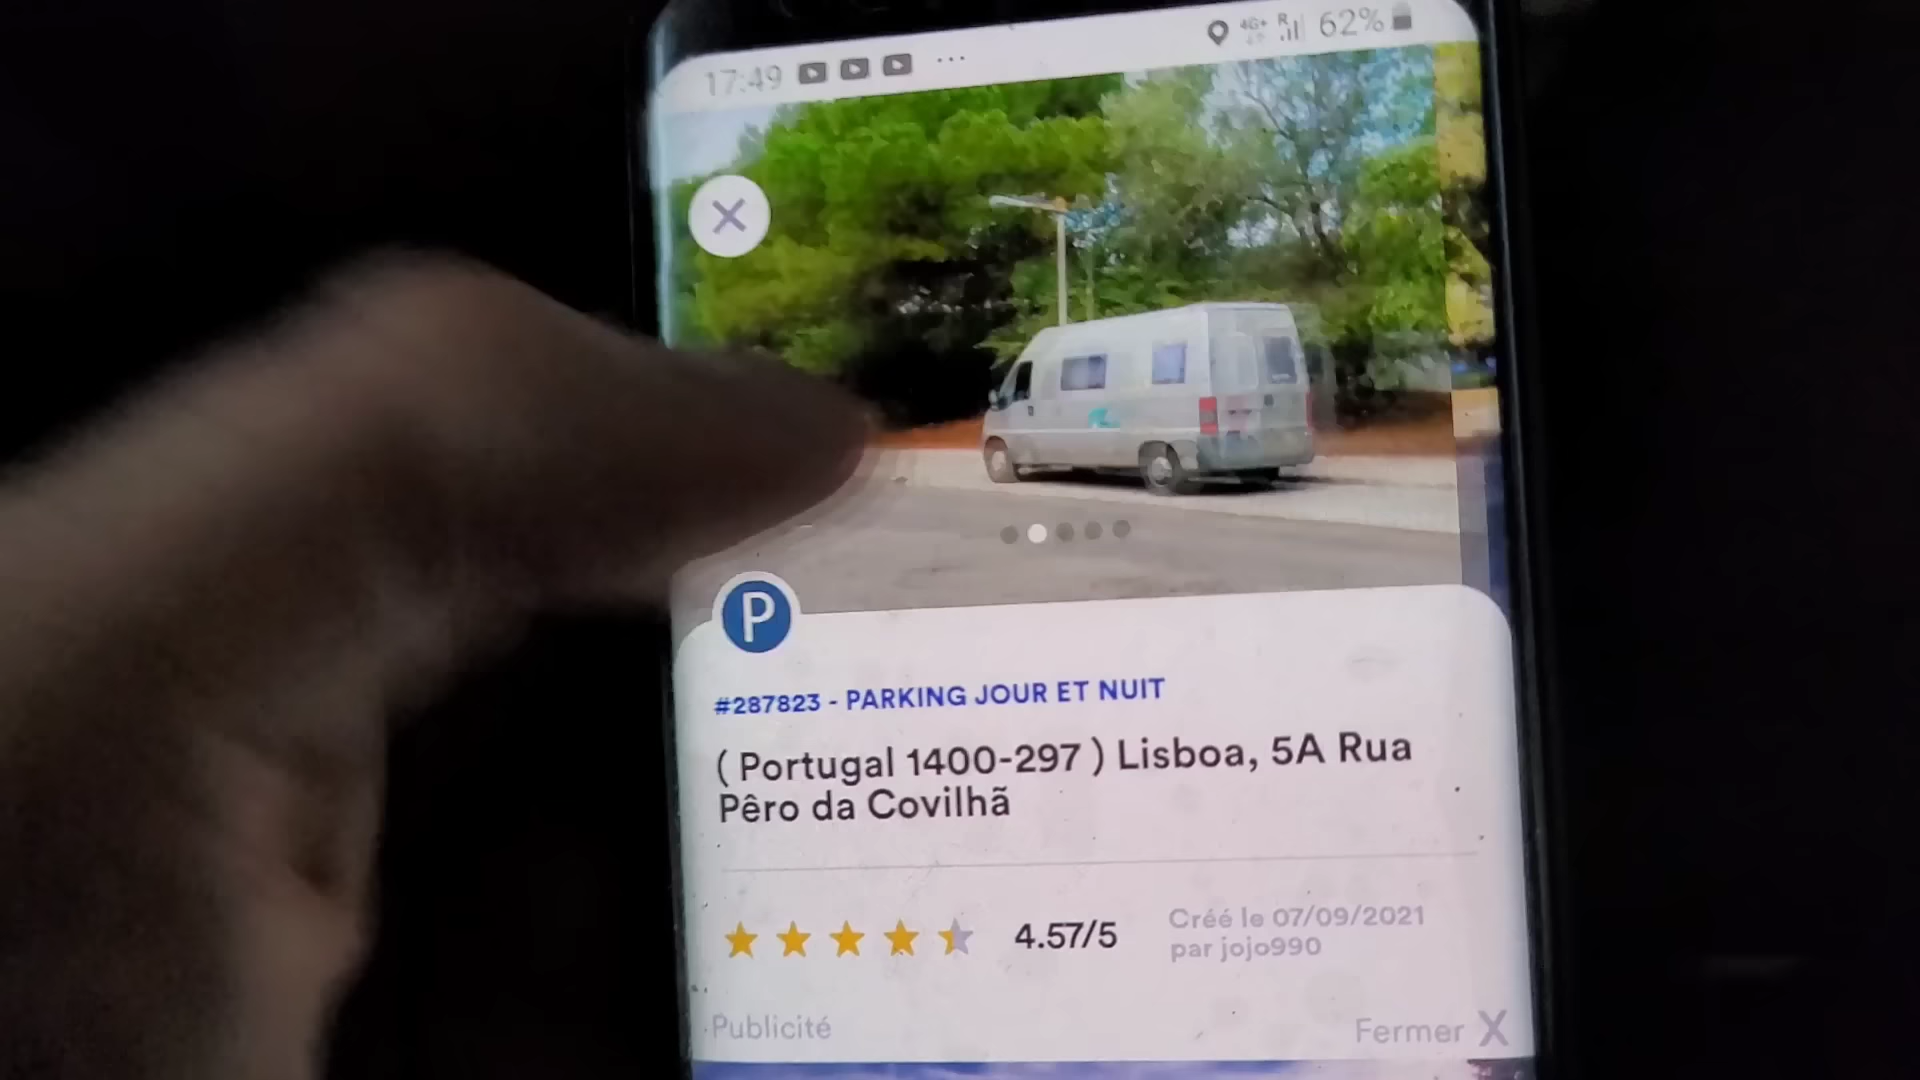 17:49 ... 4G+ R 62%
P
#287823 - PARKING JOUR ET NUIT
( Portugal 1400-297 ) Lisboa, 5A Rua
Pêro da Covilhã
4.57/5
Créé le 07/09/2021
par jojo990
Publicité
Fermer X